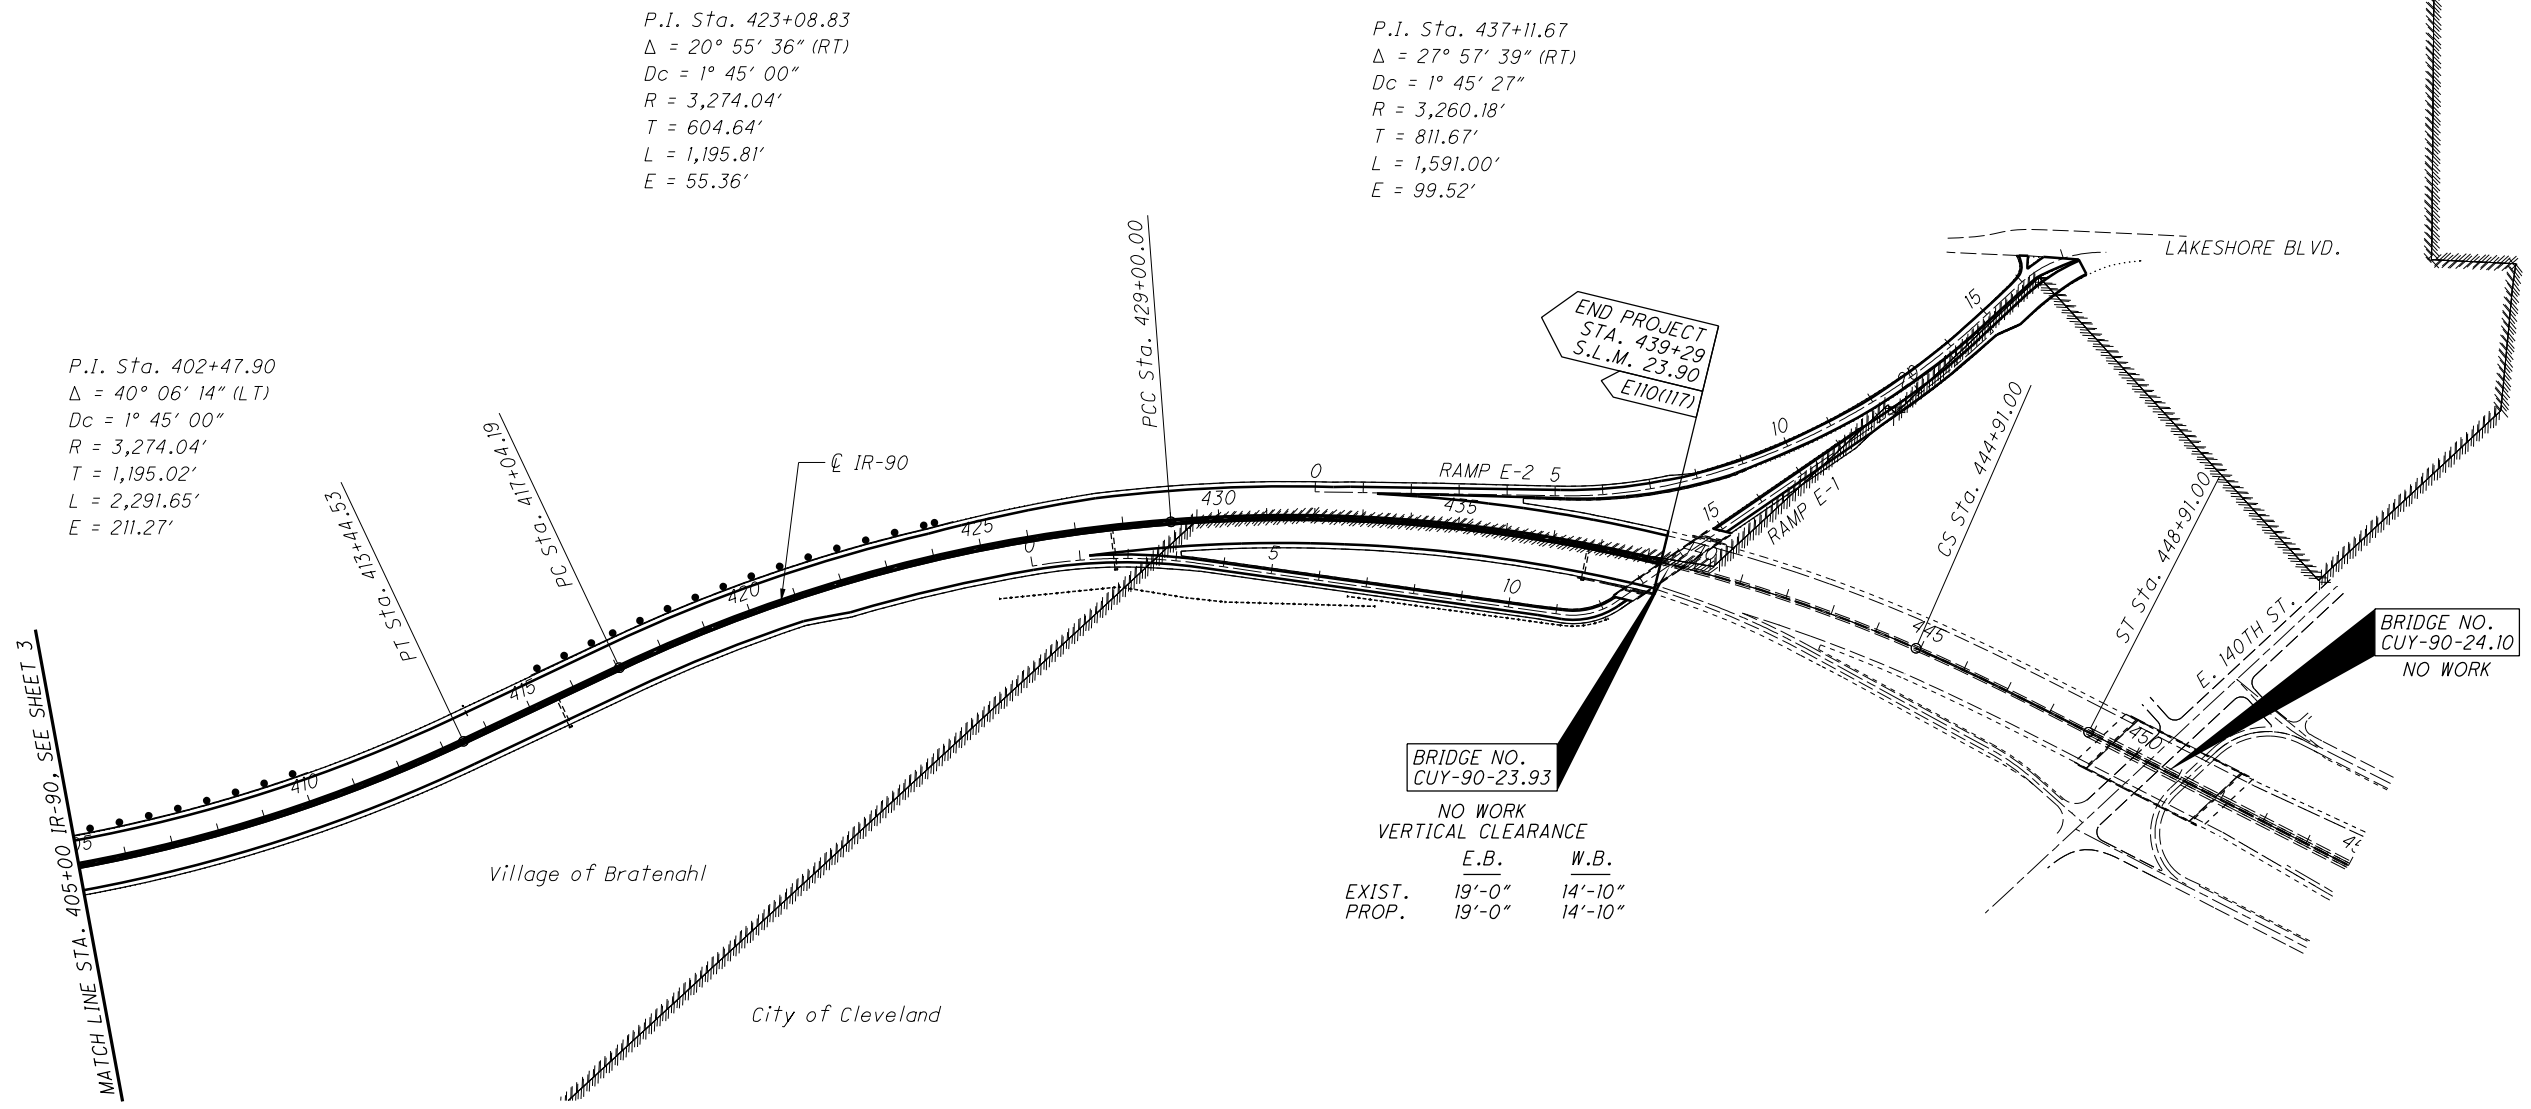 P.I. Sta. 423+08.83
Δ = 20° 55' 36" (RT)
Dc = 1° 45' 00"
R = 3,274.04'
T = 604.64'
L = 1,195.81'
E = 55.36'
P.I. Sta. 437+11.67
Δ = 27° 57' 39" (RT)
Dc = 1° 45' 27"
R = 3,260.18'
T = 811.67'
L = 1,591.00'
E = 99.52'
P.I. Sta. 402+47.90
Δ = 40° 06' 14" (LT)
Dc = 1° 45' 00"
R = 3,274.04'
T = 1,195.02'
L = 2,291.65'
E = 211.27'
LAKESHORE BLVD.
PCC Sta. 429+00.00
END PROJECT
STA. 439+29
S.L.M. 23.90
E110(117)
PT Sta. 413+44.53
PC Sta. 417+04.19
℄ IR-90
CS Sta. 444+91.00
ST Sta. 448+91.00
0
RAMP E-2
5
10
15
20
RAMP E-1
15
0
5
10
410
415
420
425
430
435
440
445
450
E. 140TH ST.
BRIDGE NO.
CUY-90-24.10
NO WORK
MATCH LINE STA. 405+00 IR-90, SEE SHEET 3
BRIDGE NO.
CUY-90-23.93
NO WORK
VERTICAL CLEARANCE
E.B. W.B.
EXIST. 19'-0" 14'-10"
PROP. 19'-0" 14'-10"
Village of Bratenahl
City of Cleveland